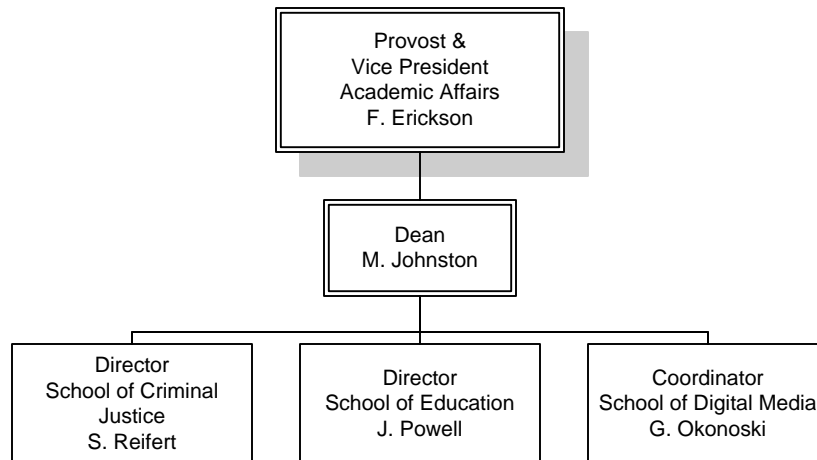 Provost &
Vice President
Academic Affairs
F. Erickson
Dean
M. Johnston
Director
School of Criminal
Justice
S. Reifert
Director
School of Education
J. Powell
Coordinator
School of Digital Media
G. Okonoski